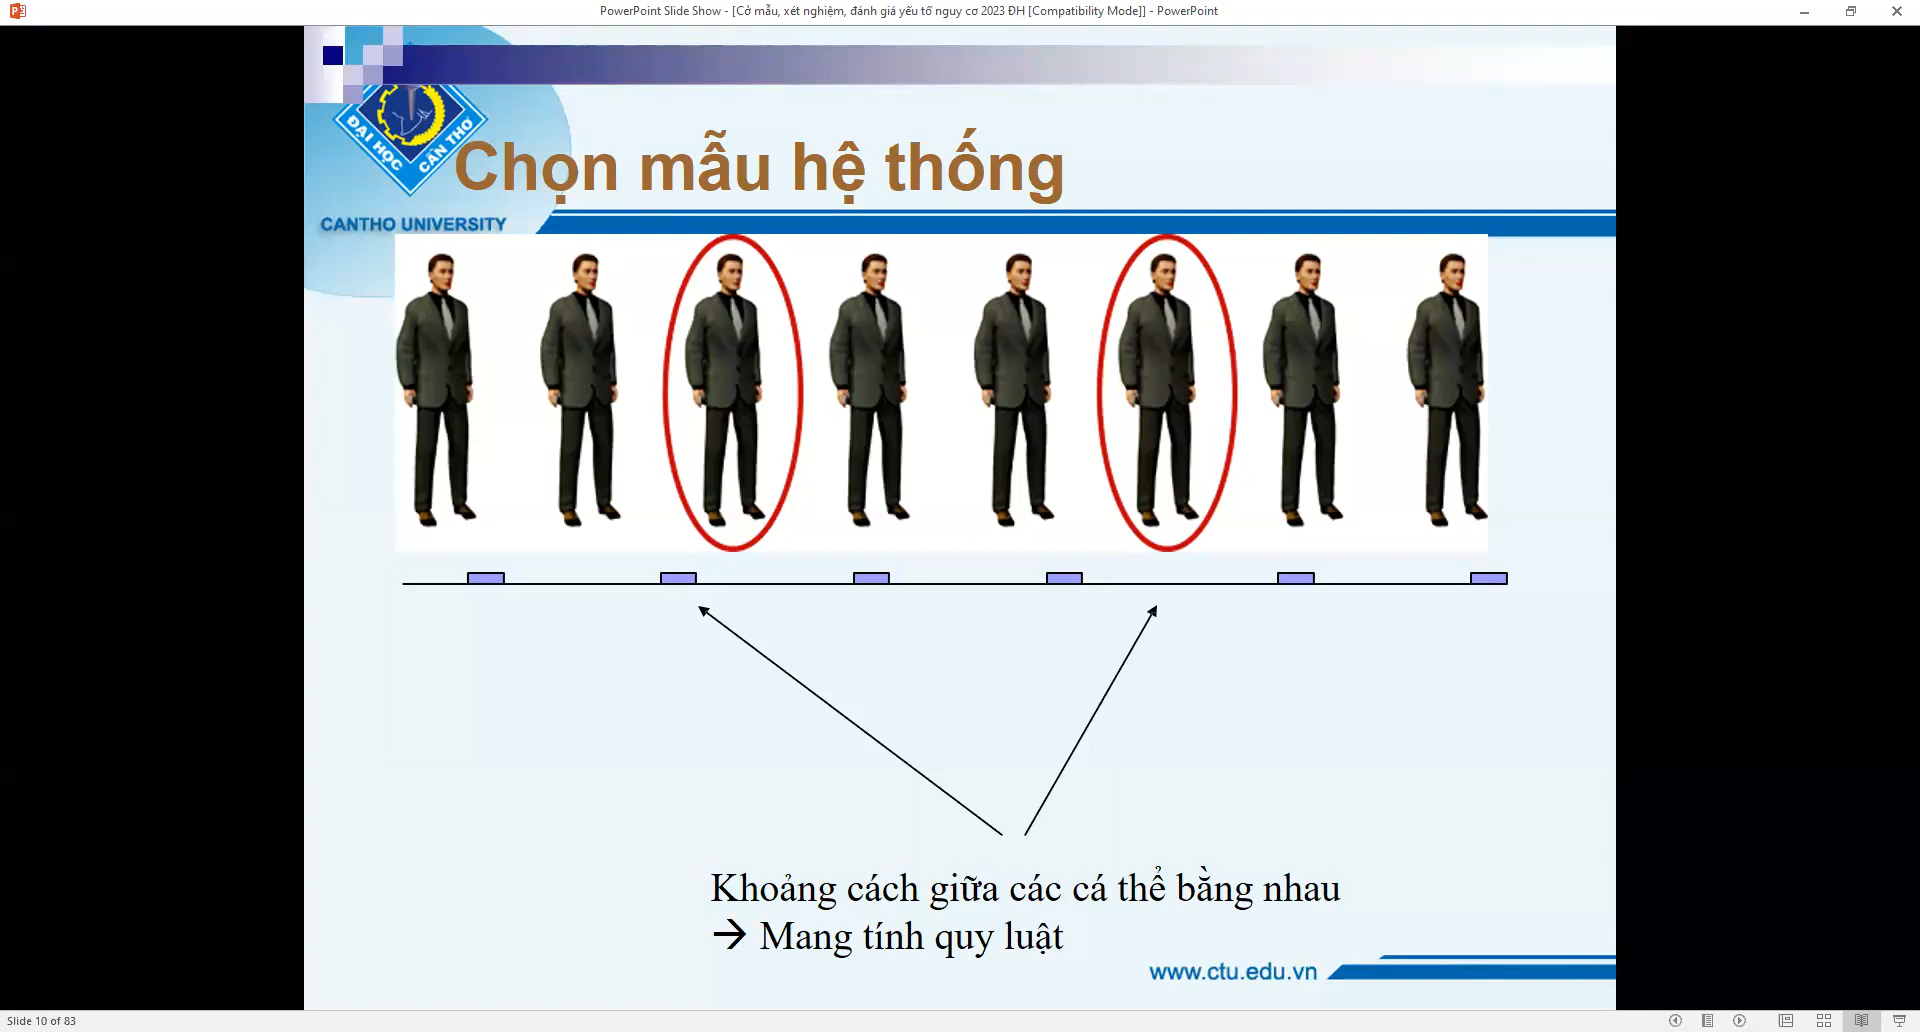 PowerPoint Slide Show - [Cở mẫu, xét nghiệm, đánh giá yếu tố nguy cơ 2023 ĐH [Compatibility Mode]] - PowerPoint
ĐẠI HỌC CẦN THƠ
Chọn mẫu hệ thống
CANTHO UNIVERSITY
Khoảng cách giữa các cá thể bằng nhau
→ Mang tính quy luật
www.ctu.edu.vn
Slide 10 of 83